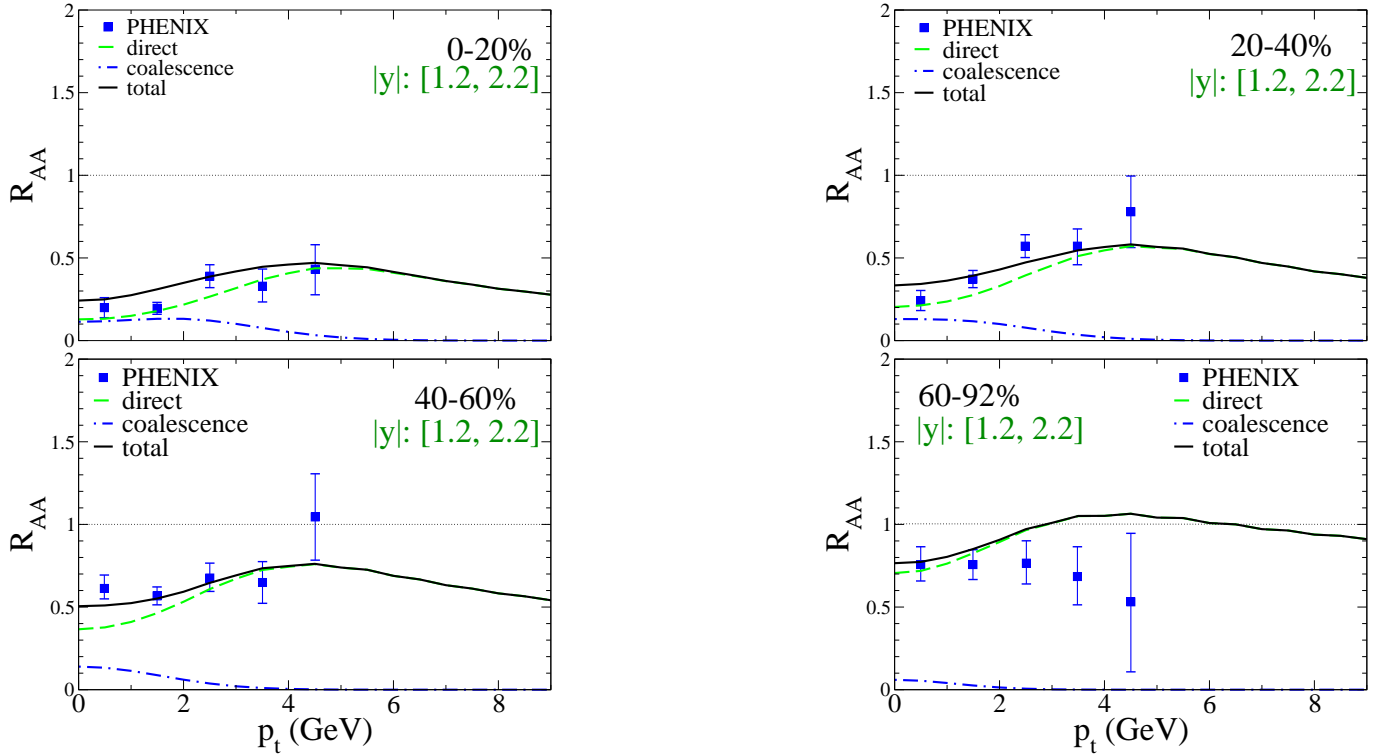 PHENIX
direct
coalescence
total
0-20%
|y|: [1.2, 2.2]
R_AA
2
1.5
1
0.5
0
PHENIX
direct
coalescence
total
20-40%
|y|: [1.2, 2.2]
R_AA
2
1.5
1
0.5
0
PHENIX
direct
coalescence
total
40-60%
|y|: [1.2, 2.2]
R_AA
2
1.5
1
0.5
0
0 2 4 6 8
p_t (GeV)
60-92%
|y|: [1.2, 2.2]
PHENIX
direct
coalescence
total
R_AA
2
1.5
1
0.5
0
0 2 4 6 8
p_t (GeV)